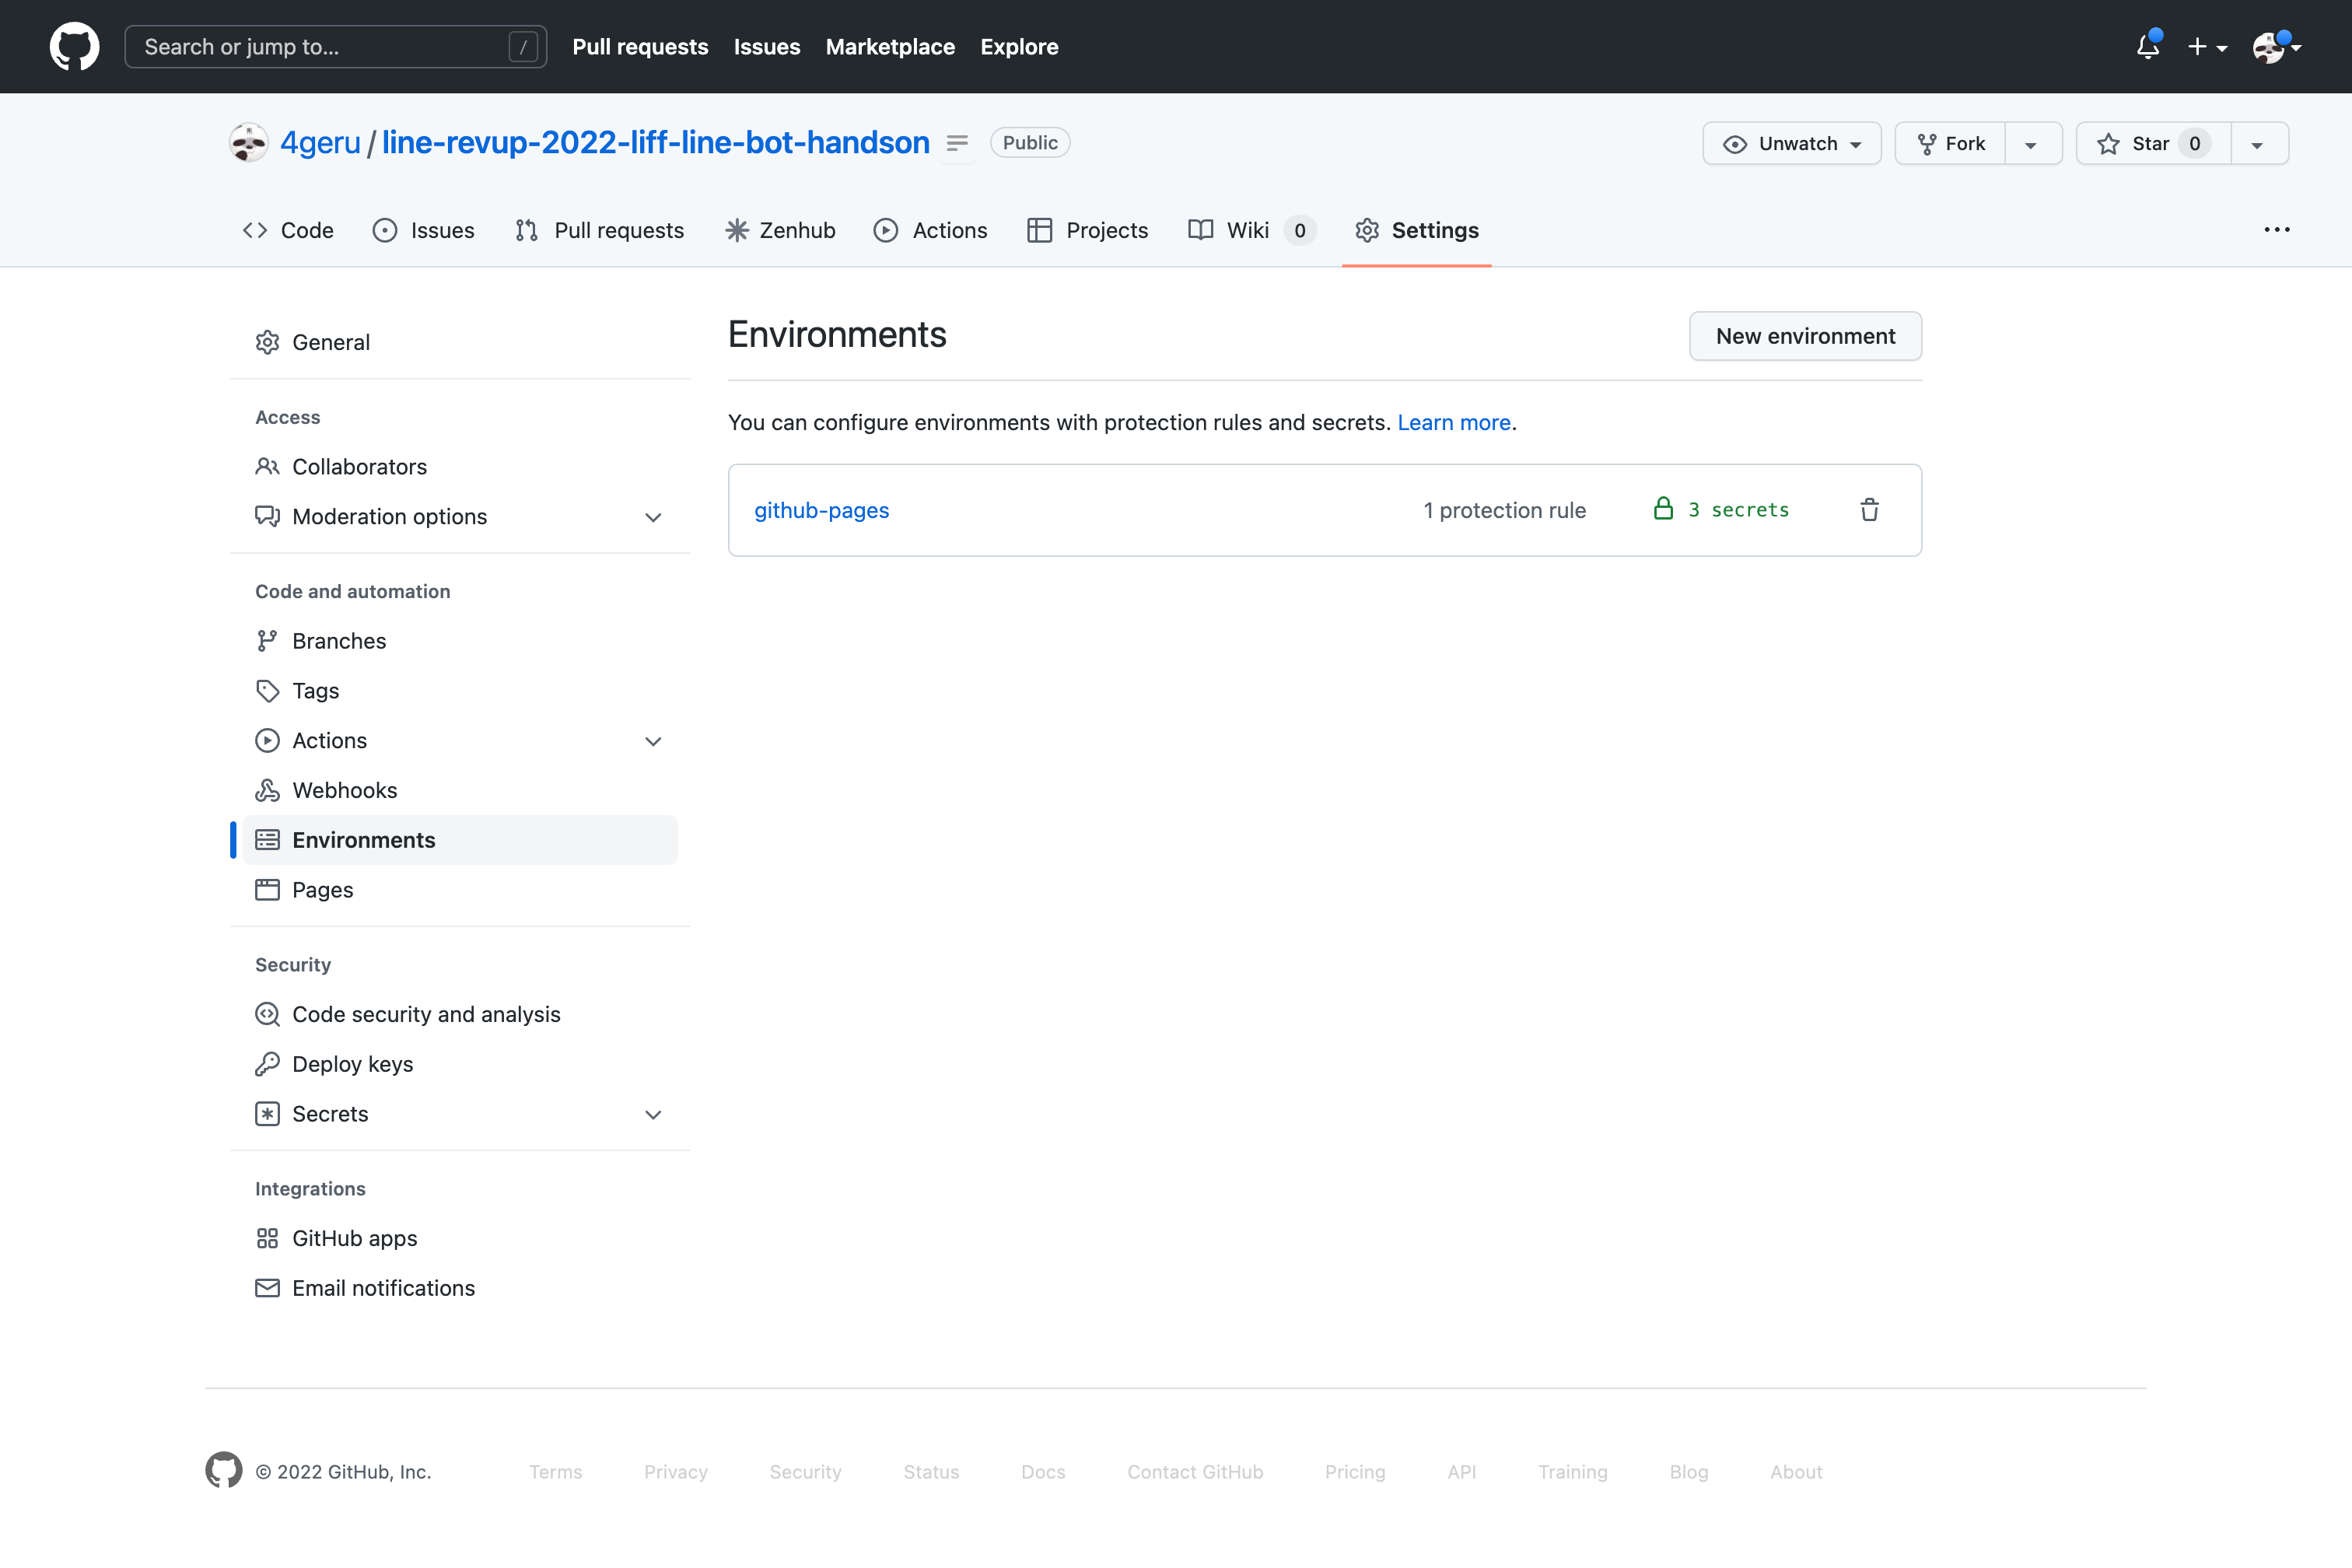 Search or jump to... /
Pull requests Issues Marketplace Explore
4geru / line-revup-2022-liff-line-bot-handson Public
Unwatch Fork Star 0
Code Issues Pull requests Zenhub Actions Projects Wiki 0 Settings
General
Access
Collaborators
Moderation options
Code and automation
Branches
Tags
Actions
Webhooks
Environments
Pages
Security
Code security and analysis
Deploy keys
Secrets
Integrations
GitHub apps
Email notifications
Environments
New environment
You can configure environments with protection rules and secrets. Learn more.
github-pages 1 protection rule 3 secrets
© 2022 GitHub, Inc. Terms Privacy Security Status Docs Contact GitHub Pricing API Training Blog About